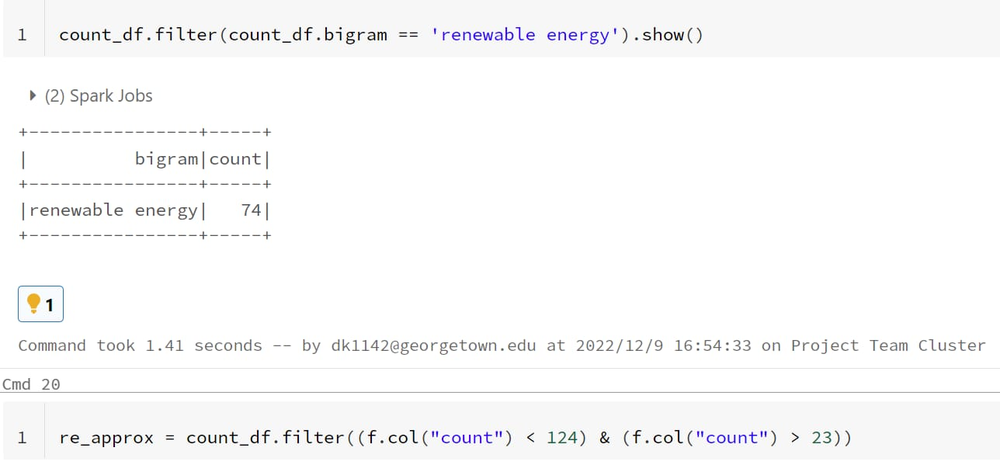 1 count_df.filter(count_df.bigram == 'renewable energy').show()
(2) Spark Jobs
+----------------+-----+
|          bigram|count|
+----------------+-----+
|renewable energy|   74|
+----------------+-----+
1
Command took 1.41 seconds -- by dk1142@georgetown.edu at 2022/12/9 16:54:33 on Project Team Cluster
Cmd 20
1 re_approx = count_df.filter((f.col("count") < 124) & (f.col("count") > 23))